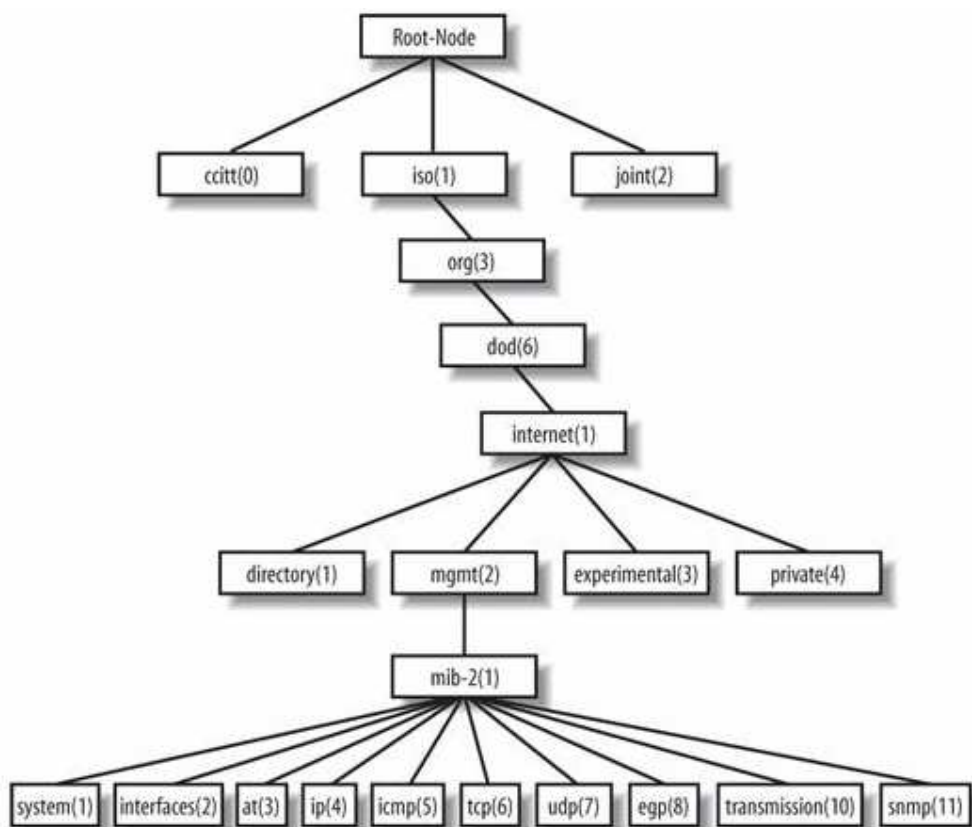 Root-Node
ccitt(0) iso(1) joint(2)
org(3)
dod(6)
internet(1)
directory(1) mgmt(2) experimental(3) private(4)
mib-2(1)
system(1) interfaces(2) at(3) ip(4) icmp(5) tcp(6) udp(7) egp(8) transmission(10) snmp(11)